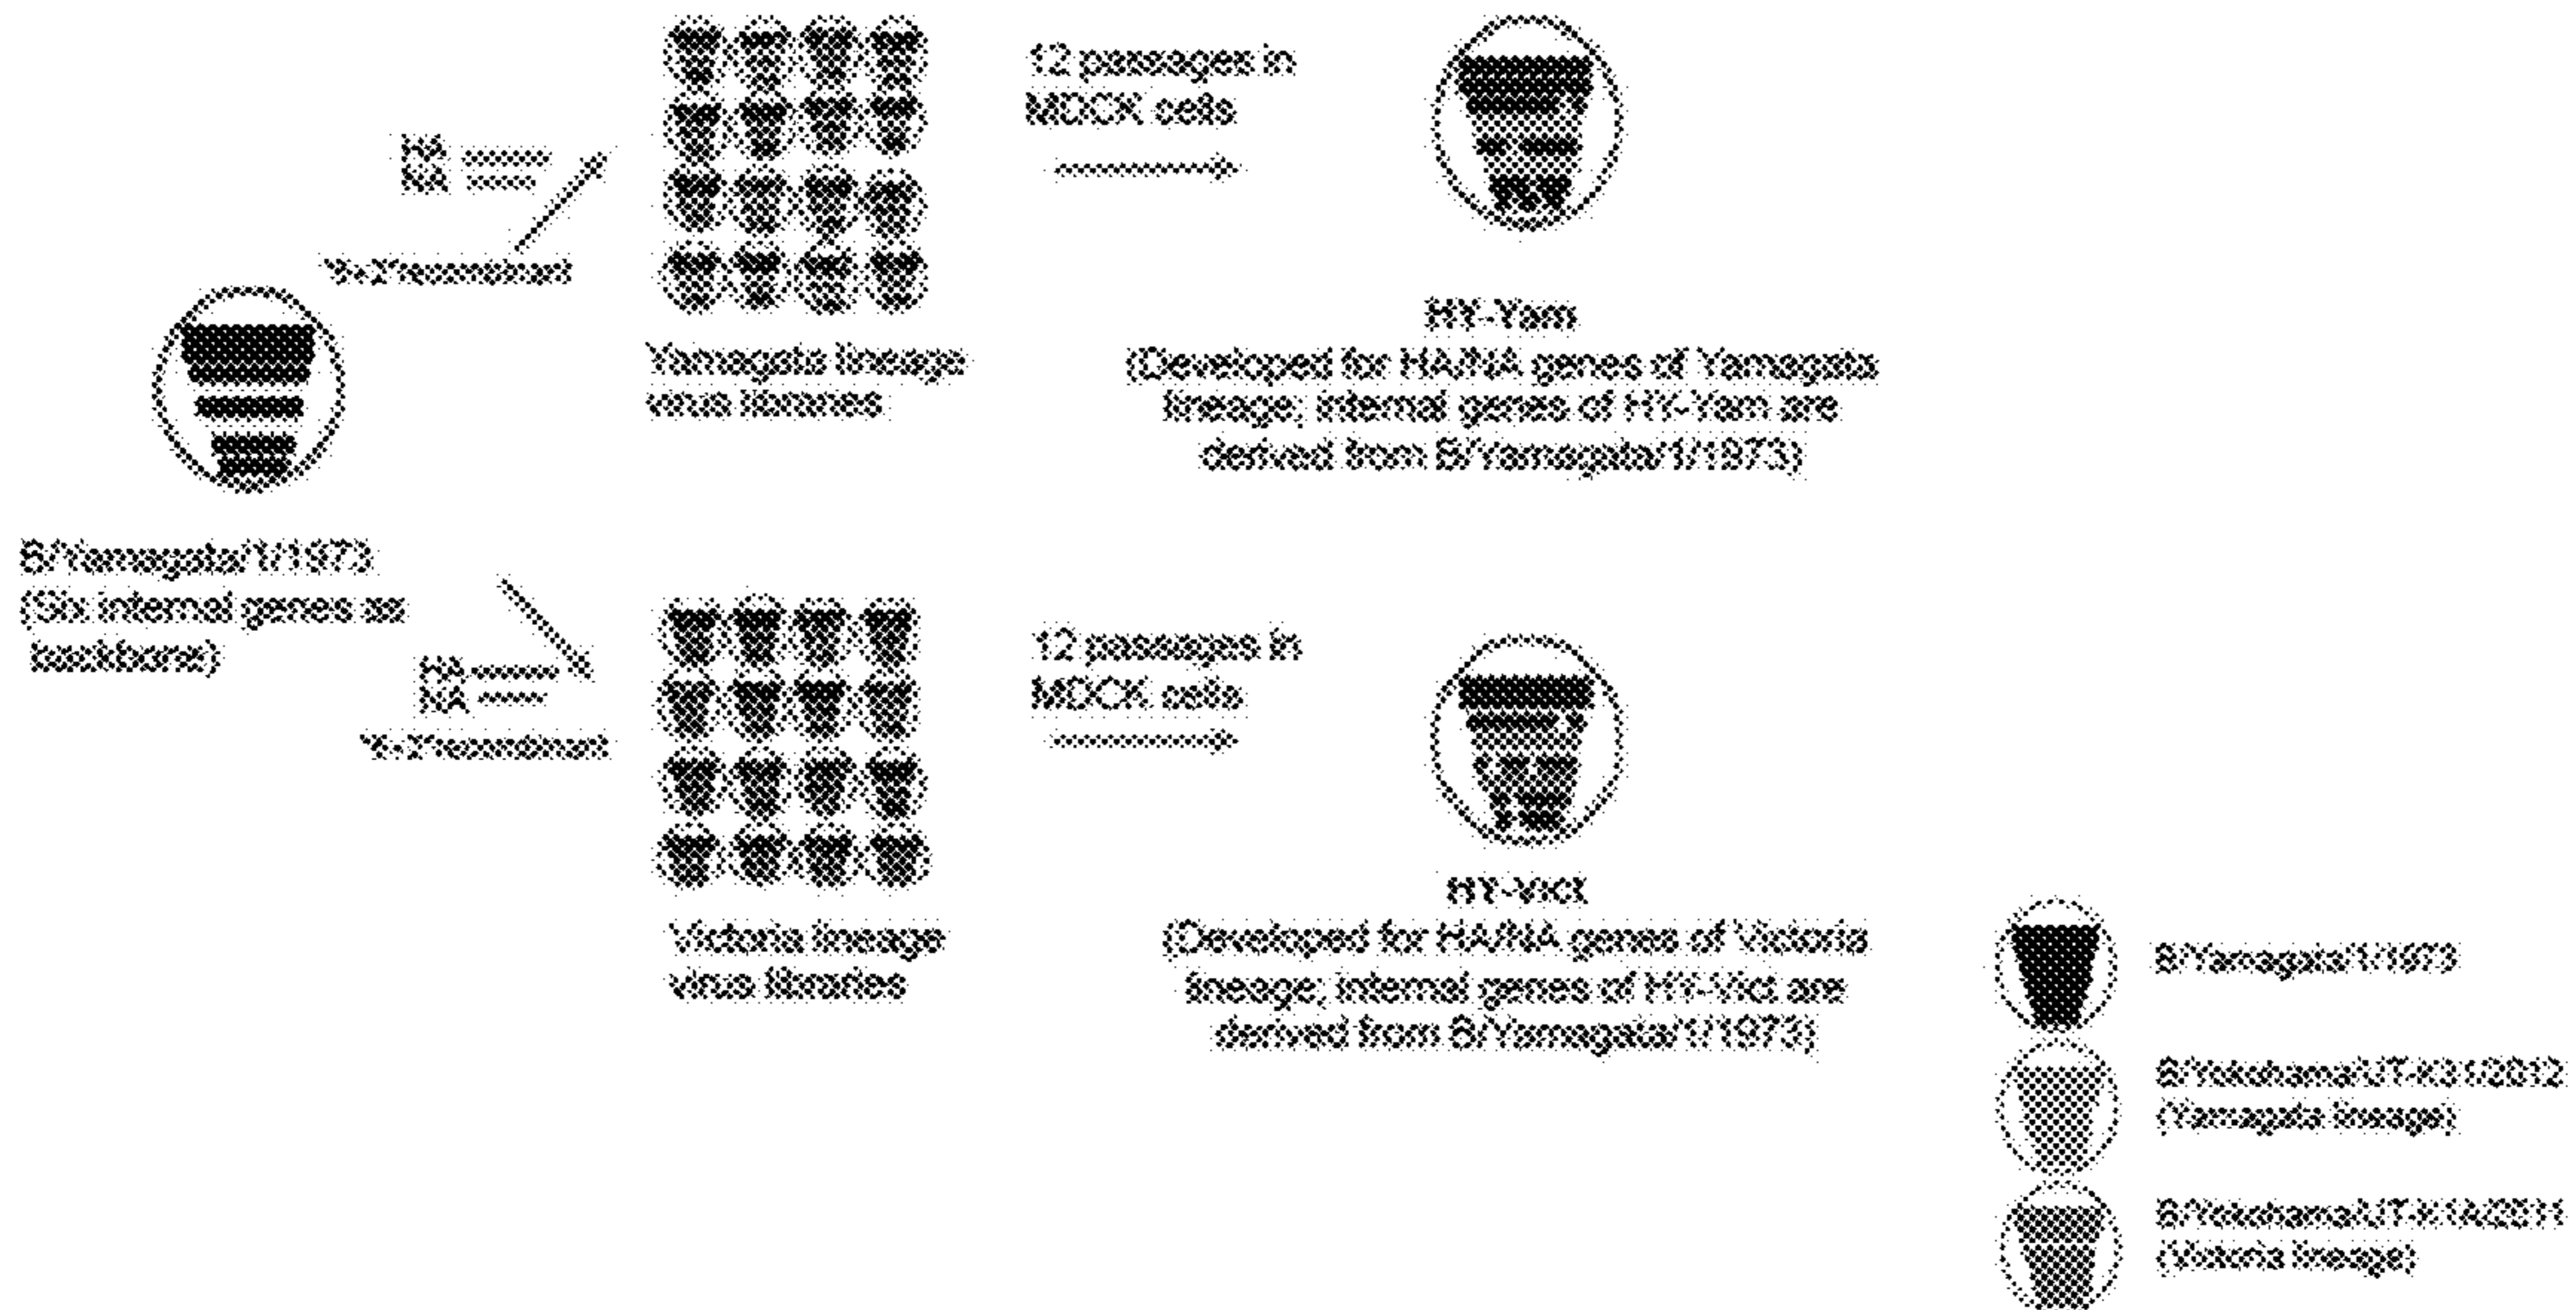 12 passages in
MDCK cells
HA
NA
HY-Yam
(Developed for HA/NA genes of Yamagata
lineage; internal genes of HY-Yam are
derived from B/Yamagata/1/1973)
Yamagata lineage
virus libraries
B/Yamagata/1/1973
(Six internal genes as
backbone)
HA
NA
12 passages in
MDCK cells
HY-Vict
(Developed for HA/NA genes of Victoria
lineage; internal genes of HY-Vict are
derived from B/Yamagata/1/1973)
Victoria lineage
virus libraries
B/Yamagata/1/1973
(Yamagata lineage)
(Victoria lineage)